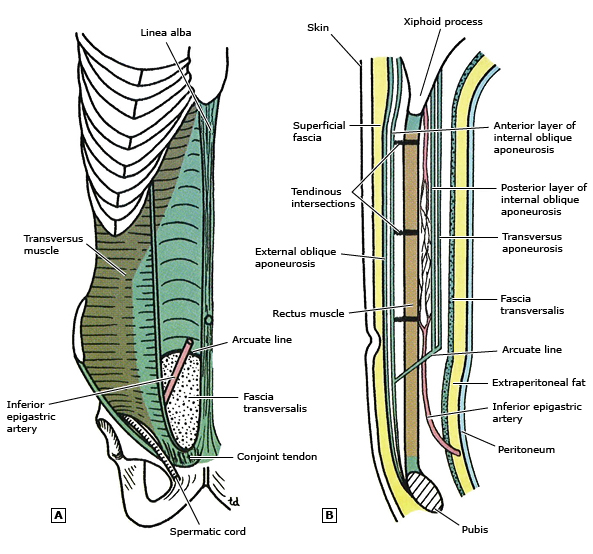 Linea alba
Transversus
muscle
Arcuate line
Inferior
epigastric
artery
Fascia
transversalis
Conjoint tendon
Spermatic cord
td
A
Skin
Xiphoid process
Superficial
fascia
Anterior layer of
internal oblique
aponeurosis
Tendinous
intersections
Posterior layer of
internal oblique
aponeurosis
External oblique
aponeurosis
Transversus
aponeurosis
Rectus muscle
Fascia
transversalis
Arcuate line
Extraperitoneal fat
Inferior epigastric
artery
Peritoneum
Pubis
B